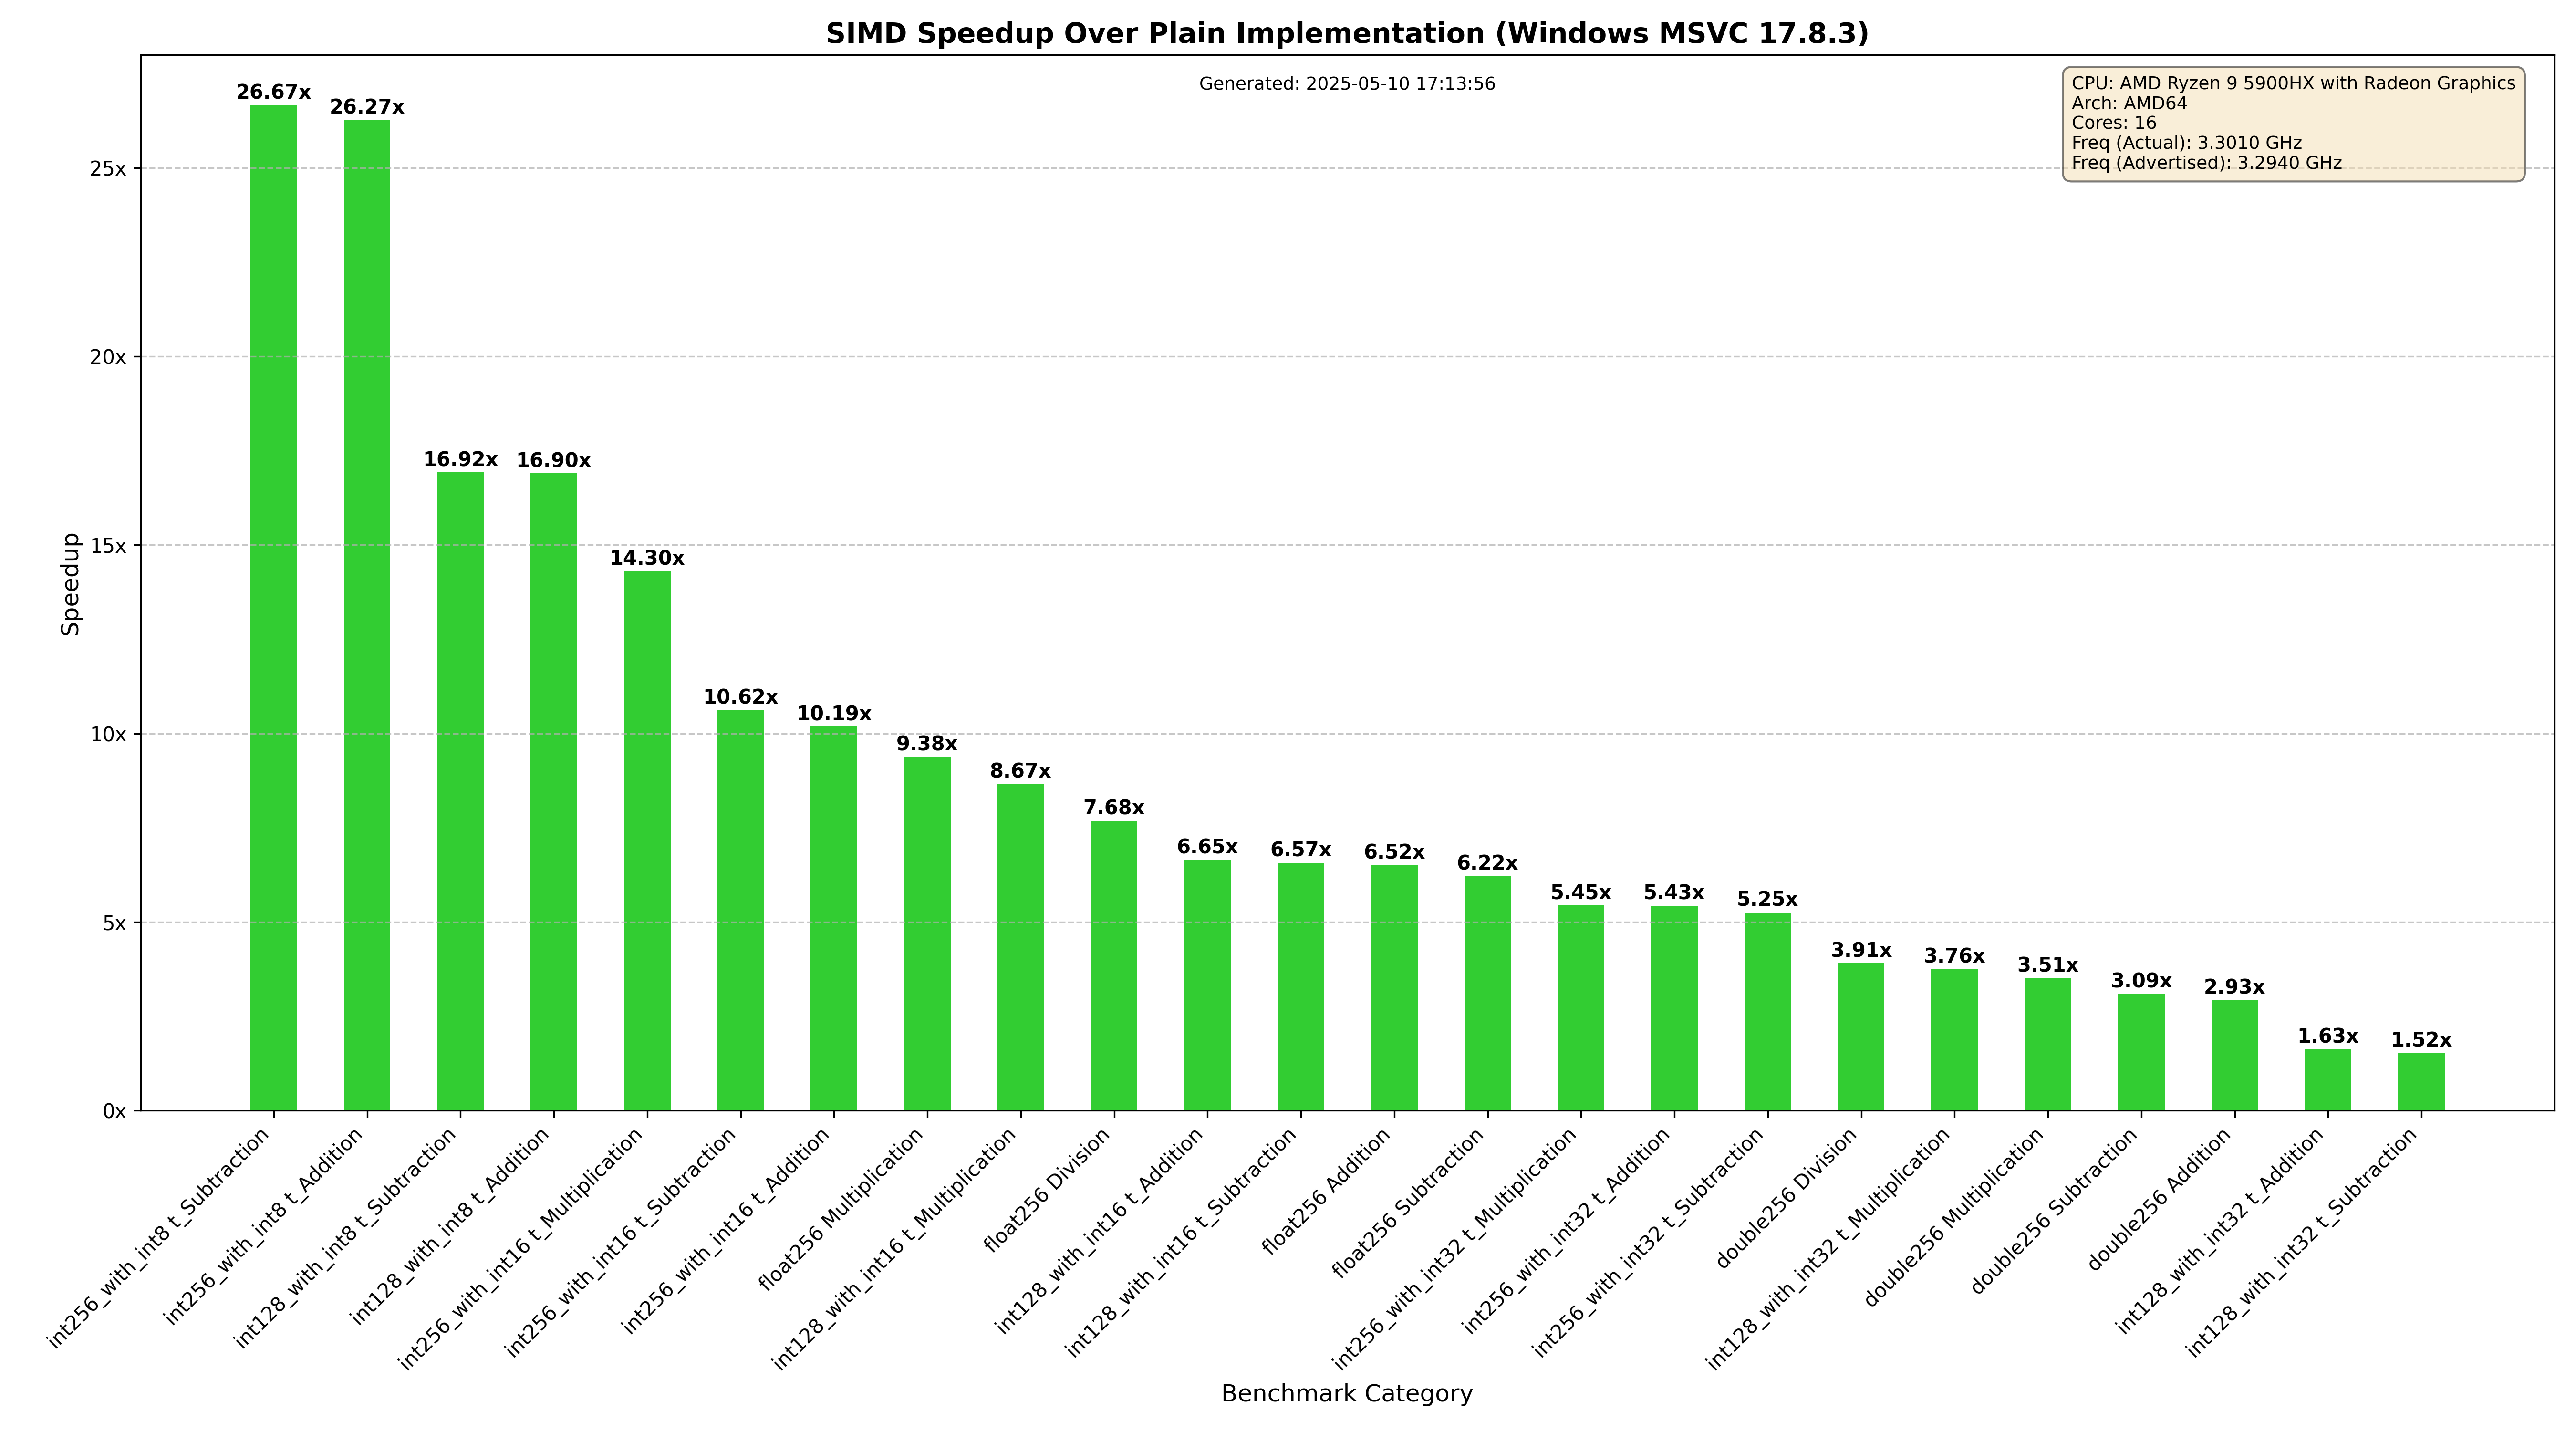 SIMD Speedup Over Plain Implementation (Windows MSVC 17.8.3)
Generated: 2025-05-10 17:13:56
CPU: AMD Ryzen 9 5900HX with Radeon Graphics
Arch: AMD64
Cores: 16
Freq (Actual): 3.3010 GHz
Freq (Advertised): 3.2940 GHz
Speedup
25x
20x
15x
10x
5x
0x
26.67x
26.27x
16.92x
16.90x
14.30x
10.62x
10.19x
9.38x
8.67x
7.68x
6.65x
6.57x
6.52x
6.22x
5.45x
5.43x
5.25x
3.91x
3.76x
3.51x
3.09x
2.93x
1.63x
1.52x
int256_with_int8 t_Subtraction
int256_with_int8 t_Addition
int128_with_int8 t_Subtraction
int128_with_int8 t_Addition
int256_with_int16 t_Multiplication
int256_with_int16 t_Subtraction
int256_with_int16 t_Addition
float256 Multiplication
int128_with_int16 t_Multiplication
float256 Division
int128_with_int16 t_Addition
int128_with_int16 t_Subtraction
float256 Addition
float256 Subtraction
int256_with_int32 t_Multiplication
int256_with_int32 t_Addition
int256_with_int32 t_Subtraction
double256 Division
int128_with_int32 t_Multiplication
double256 Multiplication
double256 Subtraction
double256 Addition
int128_with_int32 t_Addition
int128_with_int32 t_Subtraction
Benchmark Category